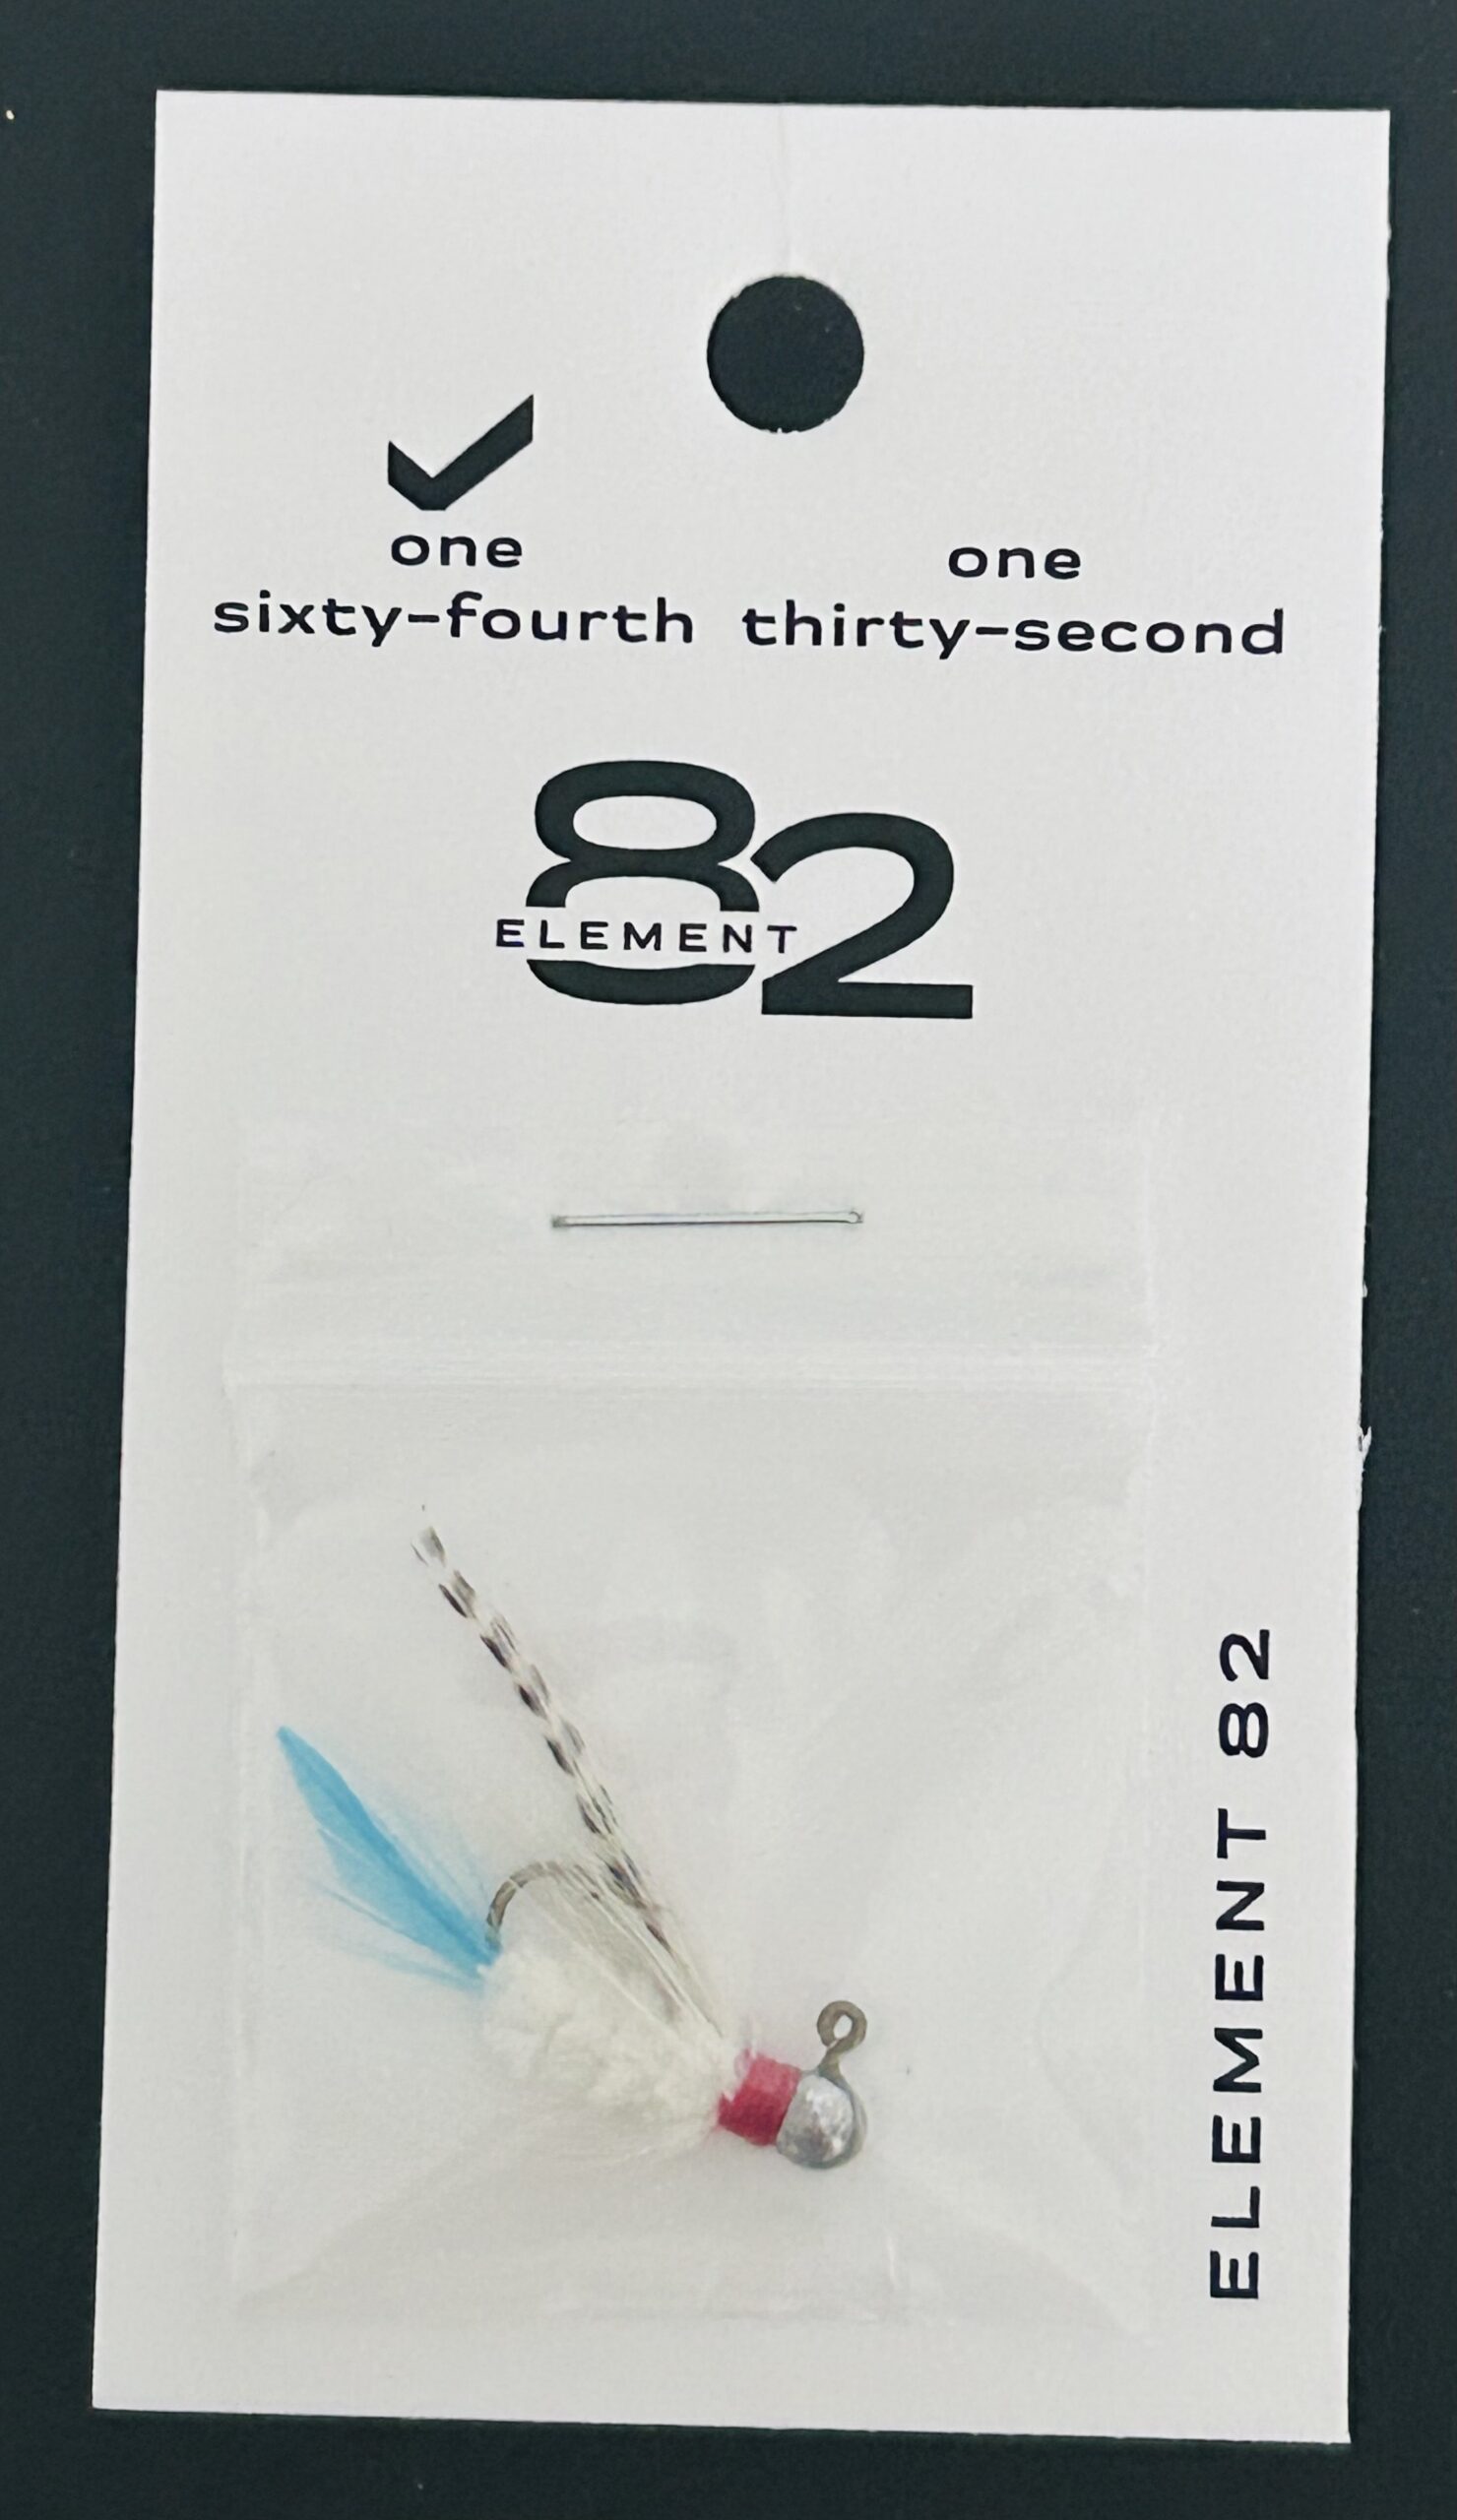 one
sixty-fourth
one
thirty-second
82
ELEMENT
ELEMENT 82